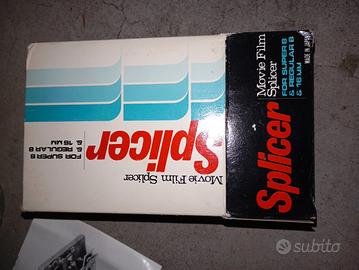 Movie Film Splicer
Splicer
FOR SUPER 8
& REGULAR 8
& 16 MM
Movie Film
Splicer
FOR SUPER 8
& REGULAR 8
& 16 MM
MADE IN JAPAN
Splicer
subito